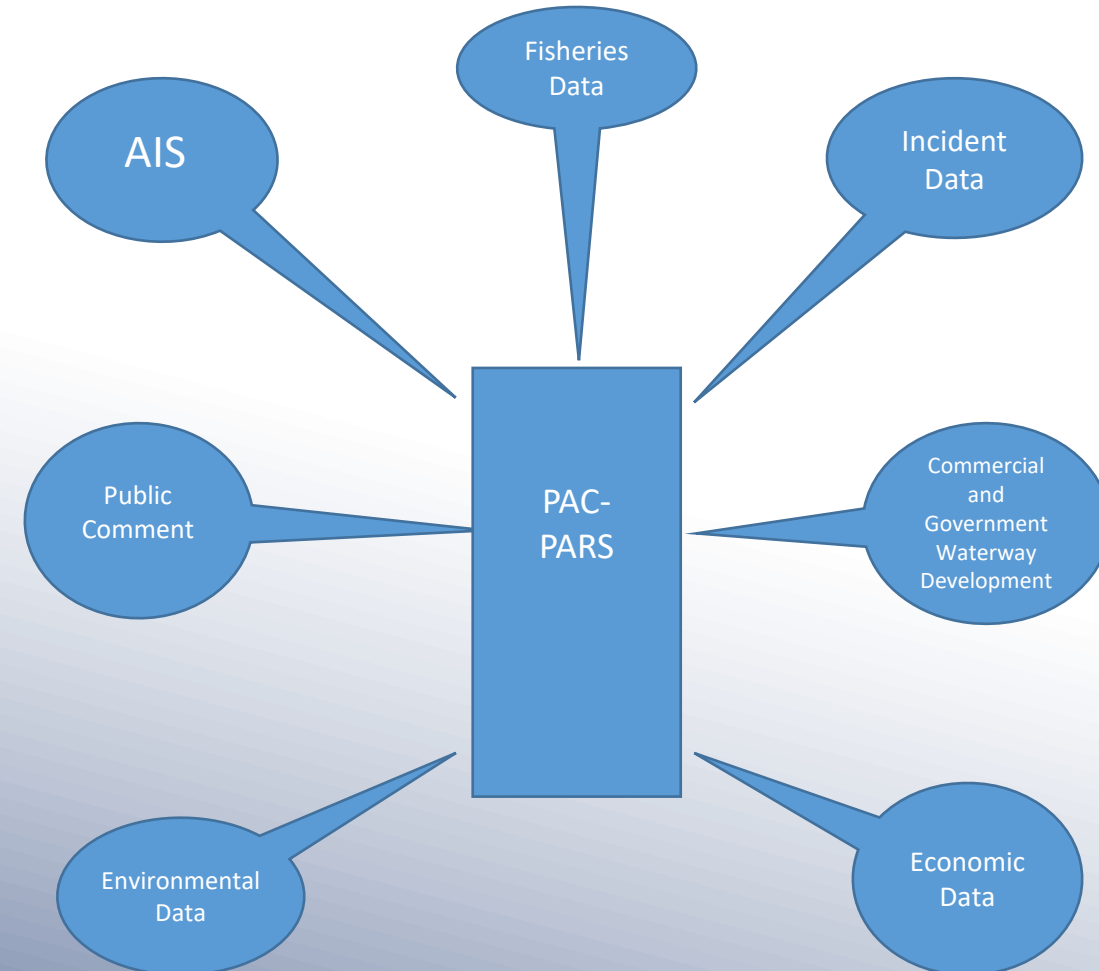 Fisheries
Data
AIS
Incident
Data
Public
Comment
PAC-
PARS
Commercial
and
Government
Waterway
Development
Environmental
Data
Economic
Data